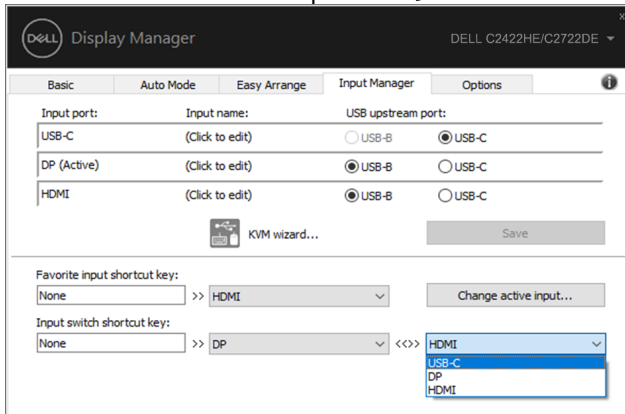 DELL Display Manager DELL C2422HE/C2722DE
x
Basic Auto Mode Easy Arrange Input Manager Options i
Input port: Input name: USB upstream port:
USB-C (Click to edit) USB-B USB-C
DP (Active) (Click to edit) USB-B USB-C
HDMI (Click to edit) USB-B USB-C
KVM wizard... Save
Favorite input shortcut key:
None >> HDMI Change active input...
Input switch shortcut key:
None >> DP <<>> HDMI
USB-C
DP
HDMI